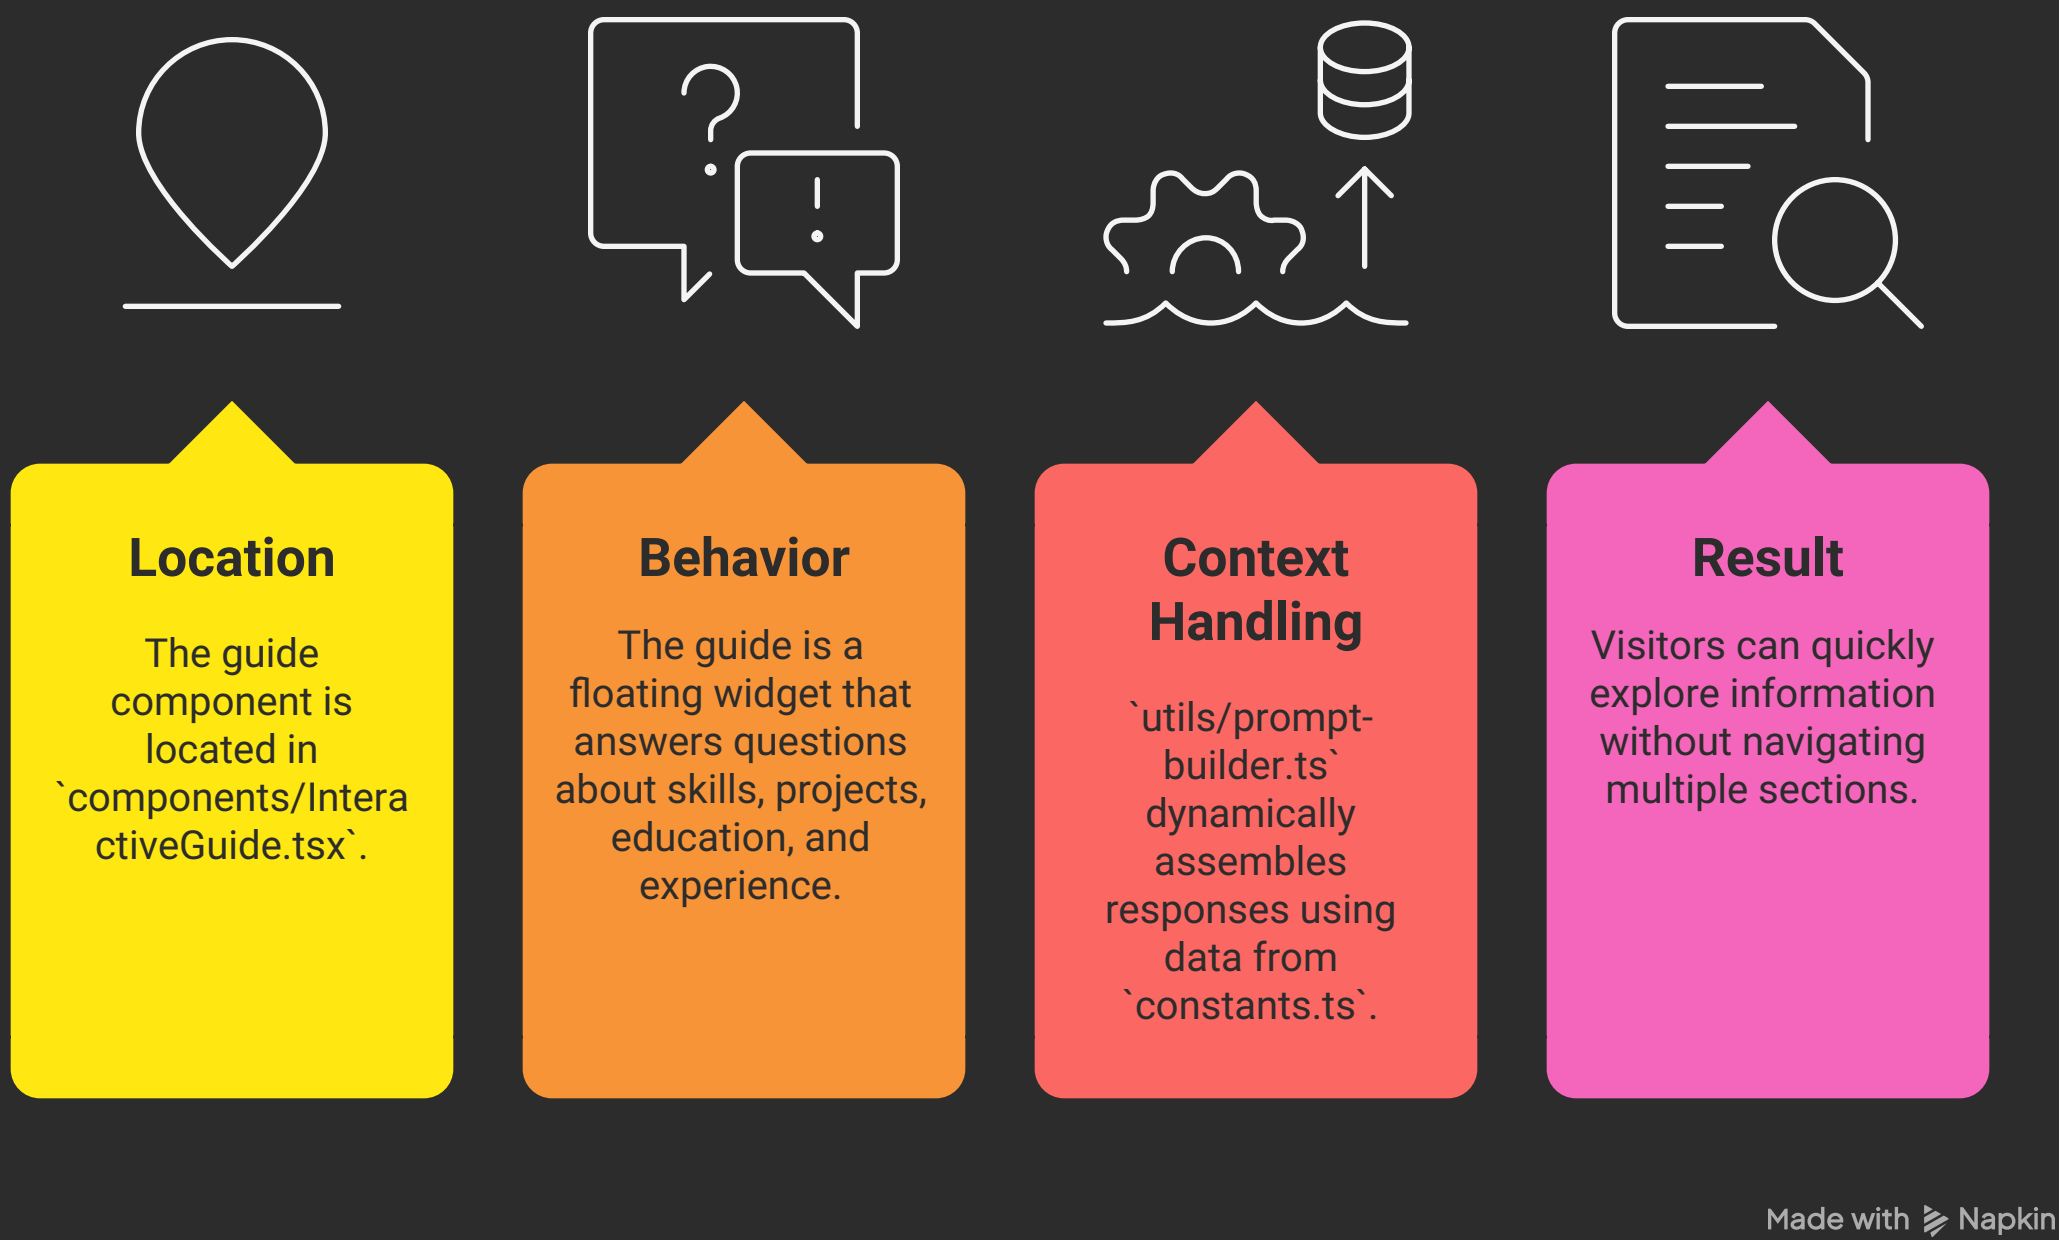 Location
The guide
component is
located in
`components/Intera
ctiveGuide.tsx`.
Behavior
The guide is a
floating widget that
answers questions
about skills, projects,
education, and
experience.
Context
Handling
`utils/prompt-
builder.ts`
dynamically
assembles
responses using
data from
`constants.ts`.
Result
Visitors can quickly
explore information
without navigating
multiple sections.
Made with Napkin